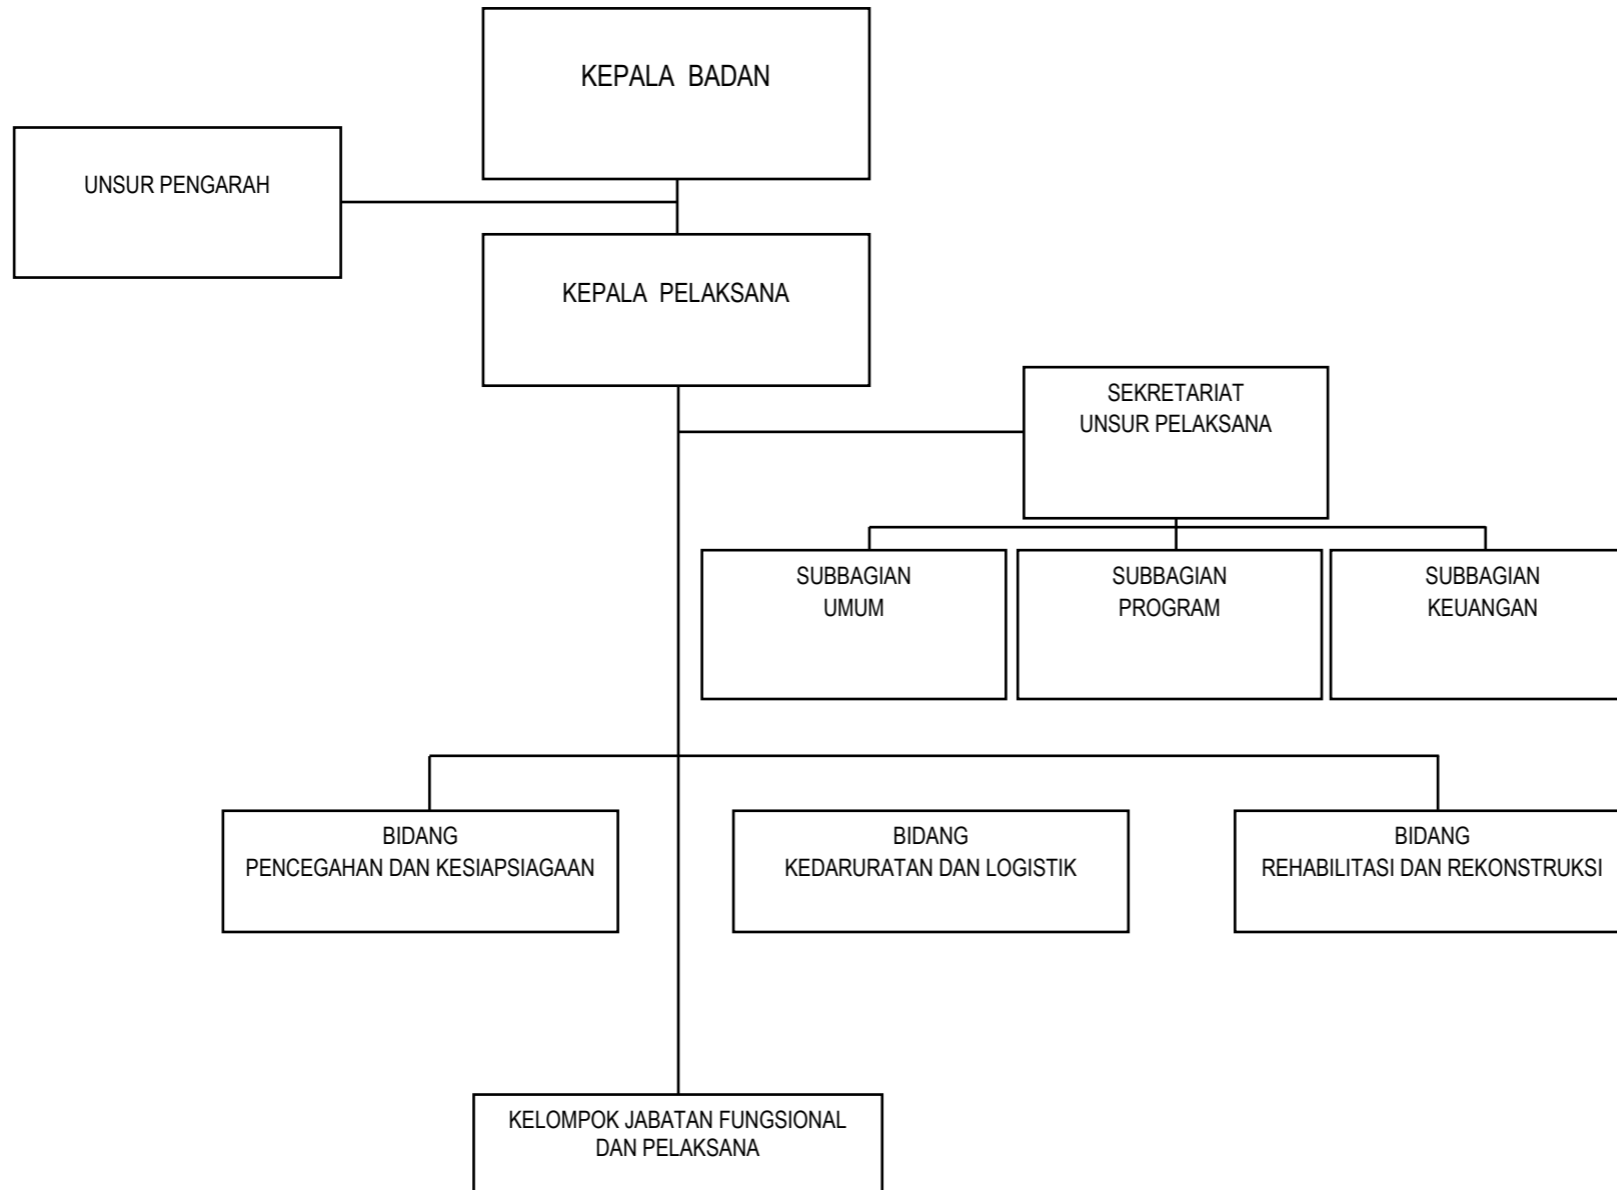 KEPALA BADAN
UNSUR PENGARAH
KEPALA PELAKSANA
SEKRETARIAT
UNSUR PELAKSANA
SUBBAGIAN
UMUM
SUBBAGIAN
PROGRAM
SUBBAGIAN
KEUANGAN
BIDANG
PENCEGAHAN DAN KESIAPSIAGAAN
BIDANG
KEDARURATAN DAN LOGISTIK
BIDANG
REHABILITASI DAN REKONSTRUKSI
KELOMPOK JABATAN FUNGSIONAL
DAN PELAKSANA